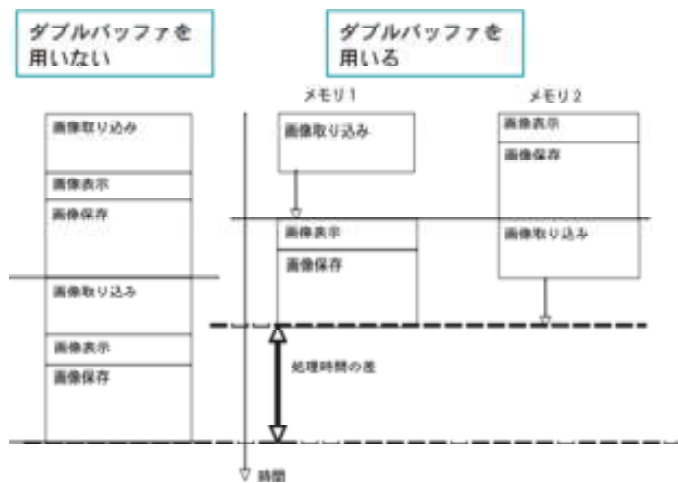 ダブルバッファを
用いない
ダブルバッファを
用いる
メモリ1
メモリ2
画像取り込み
画像表示
画像保存
画像取り込み
画像表示
画像保存
画像取り込み
画像表示
画像保存
画像表示
画像保存
画像取り込み
処理時間の差
時間